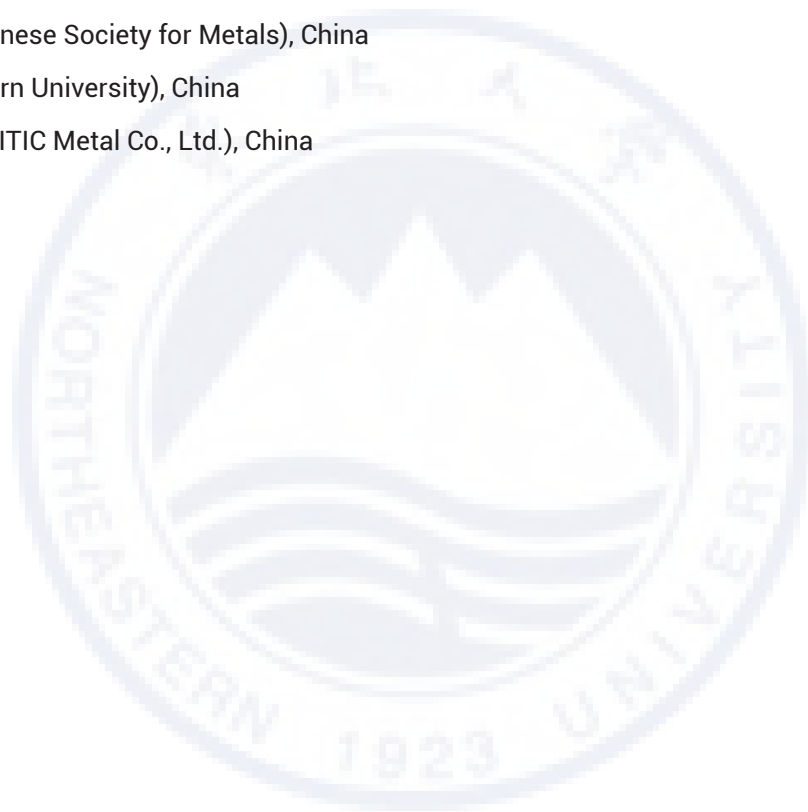 nese Society for Metals), China
rn University), China
ITIC Metal Co., Ltd.), China
NORTHEASTERN UNIVERSITY
1923